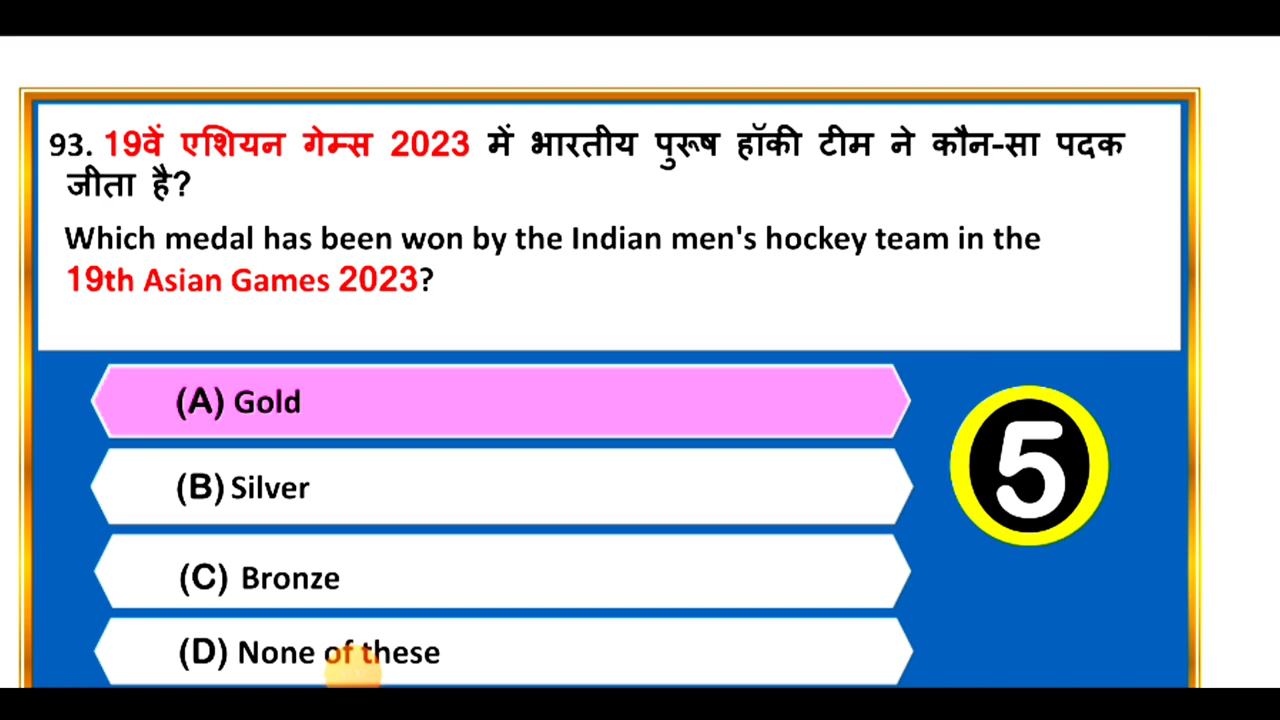 93. 19वें एशियन गेम्स 2023 में भारतीय पुरूष हॉकी टीम ने कौन-सा पदक
जीता है?
Which medal has been won by the Indian men's hockey team in the
19th Asian Games 2023?
(A) Gold
(B) Silver
5
(C) Bronze
(D) None of these